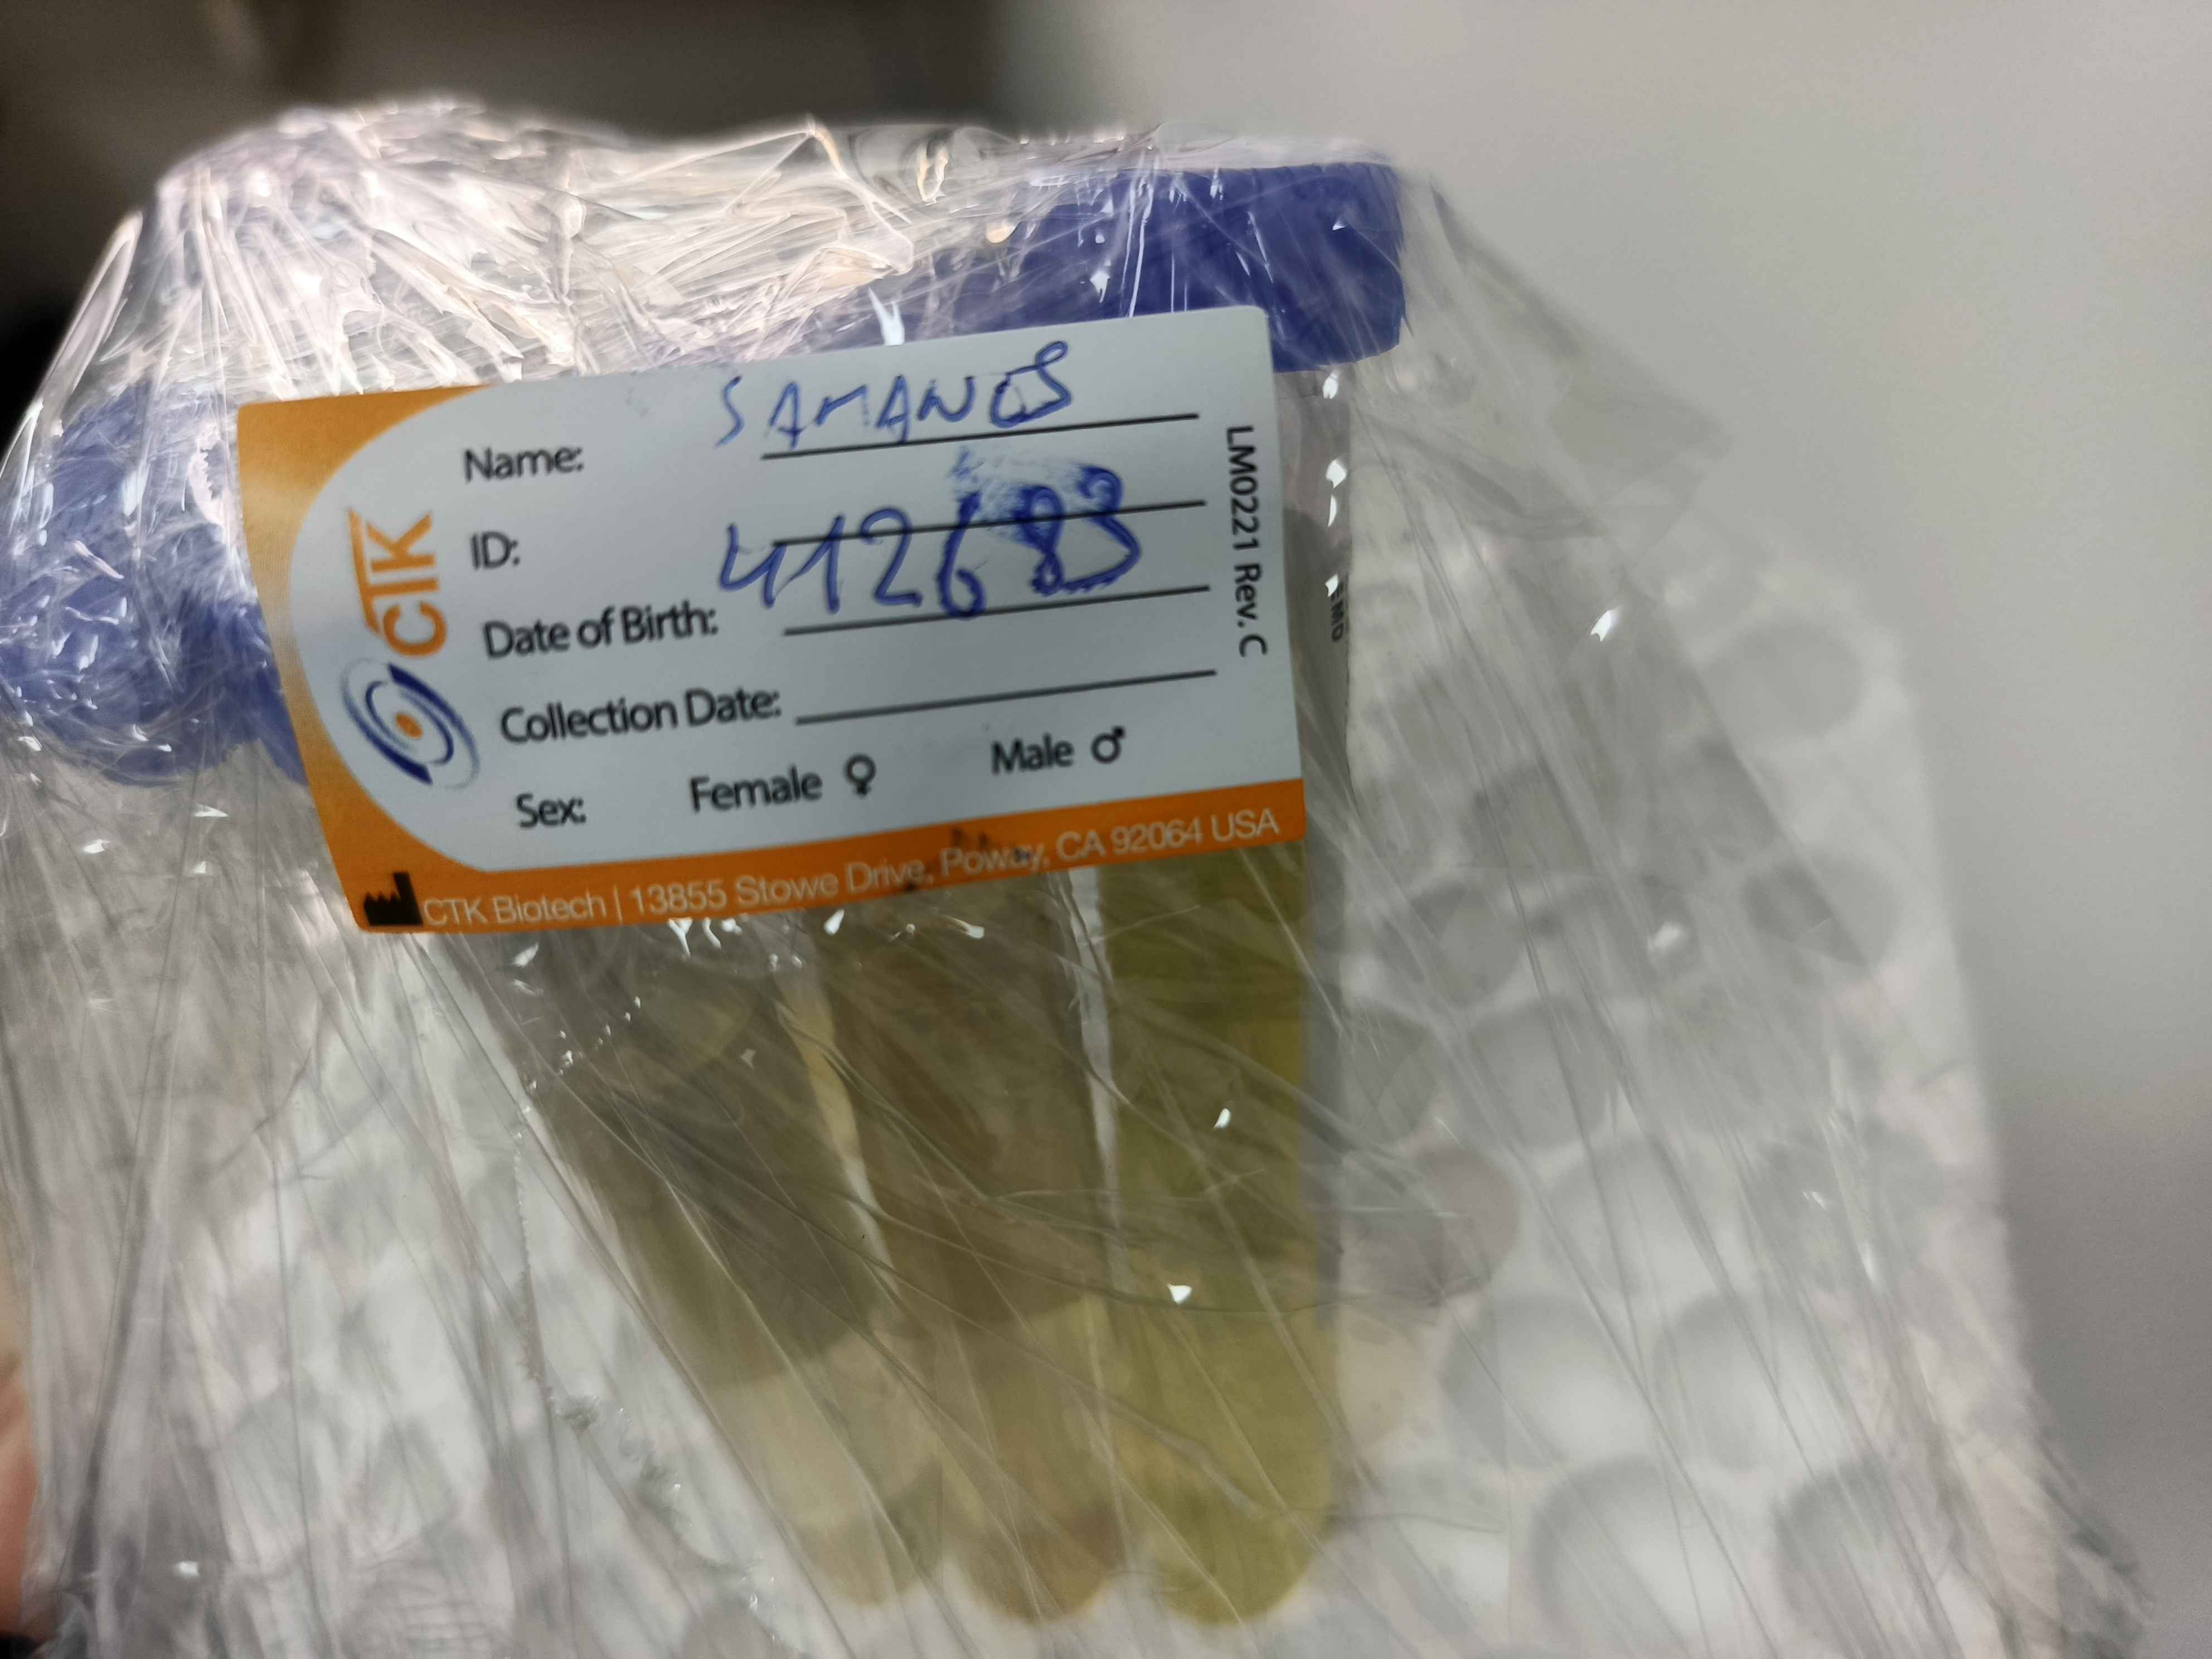 Name: SAMANOS
ID: 412683
Date of Birth:
Collection Date:
Sex: Female ♀ Male ♂
CTK Biotech | 13855 Stowe Drive, Poway, CA 92064 USA
CTK
LM0221 Rev. C